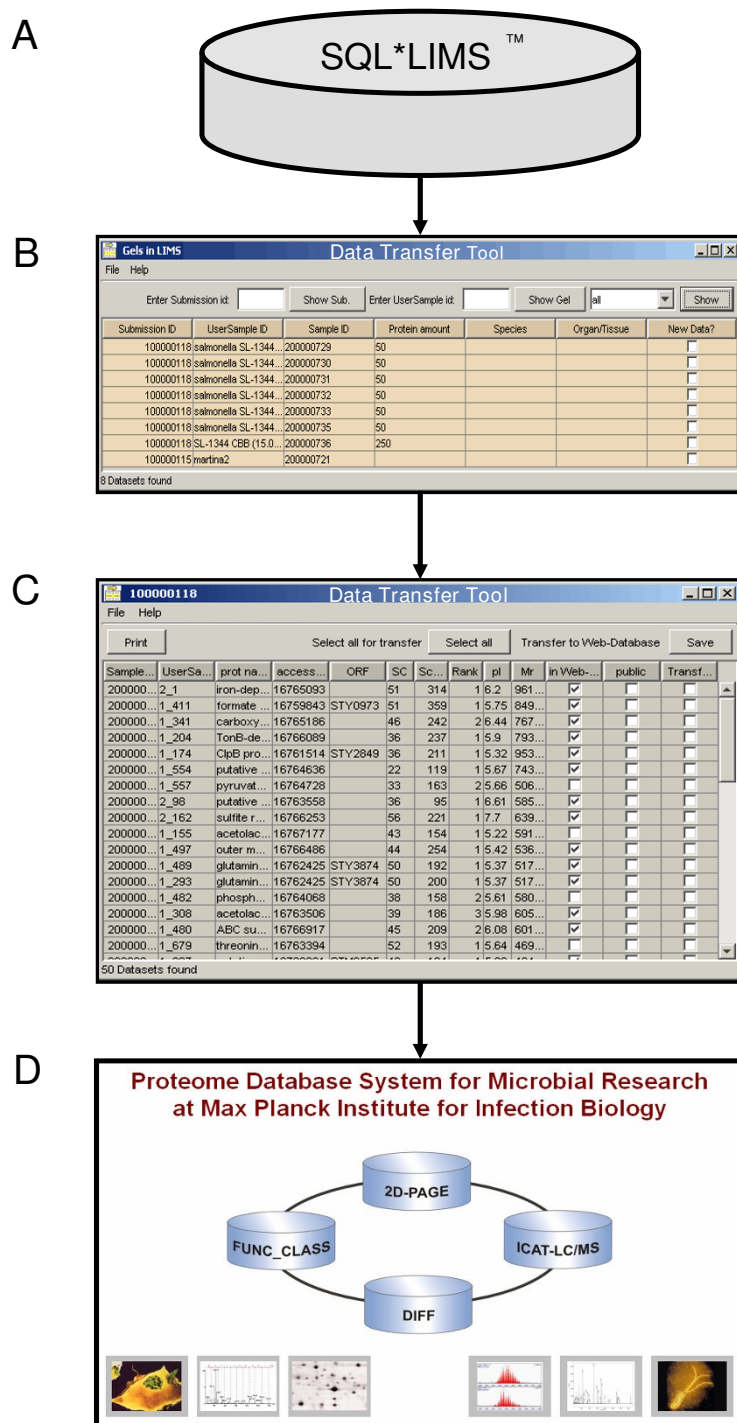 A
SQL*LIMS ™
B
Gels in LIMS Data Transfer Tool
File Help
Enter Submission id: Show Sub. Enter UserSample id: Show Gel all Show
Submission ID UserSample ID Sample ID Protein amount Species Organ/Tissue New Data?
100000118 salmonella SL-1344... 200000729 50
100000118 salmonella SL-1344... 200000730 50
100000118 salmonella SL-1344... 200000731 50
100000118 salmonella SL-1344... 200000732 50
100000118 salmonella SL-1344... 200000733 50
100000118 salmonella SL-1344... 200000735 50
100000118 SL-1344 CBB (15.0... 200000736 250
100000115 martina2 200000721
8 Datasets found
C
100000118 Data Transfer Tool
File Help
Print Select all for transfer Select all Transfer to Web-Database Save
Sample... UserSa... prot na... access... ORF SC Sc... Rank pI Mr in Web-... public Transf...
200000... 2_1 iron-dep... 16765093 51 314 1 6.2 961...
200000... 1_411 formate ... 16759843 STY0973 51 359 1 5.75 849...
200000... 1_341 carboxy... 16765186 46 242 2 6.44 767...
200000... 1_204 TonB-de... 16766089 36 237 1 5.9 793...
200000... 1_174 ClpB pro... 16761514 STY2849 36 211 1 5.32 953...
200000... 1_554 putative ... 16764636 22 119 1 5.67 743...
200000... 1_557 pyruvat... 16764728 33 163 2 5.66 506...
200000... 2_98 putative ... 16763558 36 95 1 6.61 585...
200000... 2_162 sulfite r... 16766253 56 221 1 7.7 639...
200000... 1_155 acetolac... 16767177 43 154 1 5.22 591...
200000... 1_497 outer m... 16766486 44 254 1 5.42 536...
200000... 1_489 glutamin... 16762425 STY3874 50 192 1 5.37 517...
200000... 1_293 glutamin... 16762425 STY3874 50 200 1 5.37 517...
200000... 1_482 phosph... 16764068 38 158 2 5.61 580...
200000... 1_308 acetolac... 16763506 39 186 3 5.98 605...
200000... 1_480 ABC su... 16766917 45 209 2 6.08 601...
200000... 1_679 threonin... 16763394 52 193 1 5.64 469...
50 Datasets found
D
Proteome Database System for Microbial Research
at Max Planck Institute for Infection Biology
2D-PAGE
FUNC_CLASS
ICAT-LC/MS
DIFF